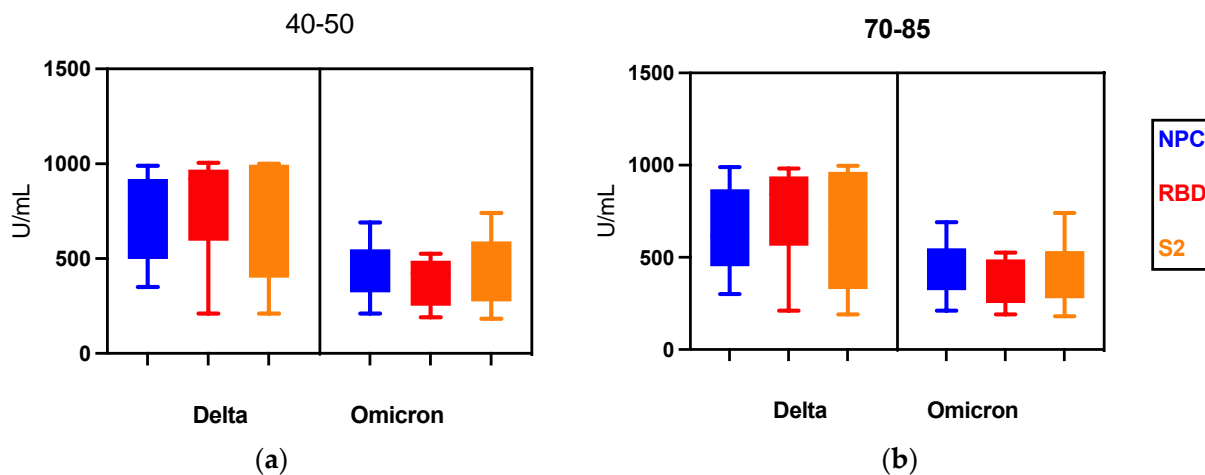 40-50
1500
1000
500
0
U/mL
Delta Omicron
(a)
70-85
1500
1000
500
0
U/mL
Delta Omicron
(b)
NPC
RBD
S2